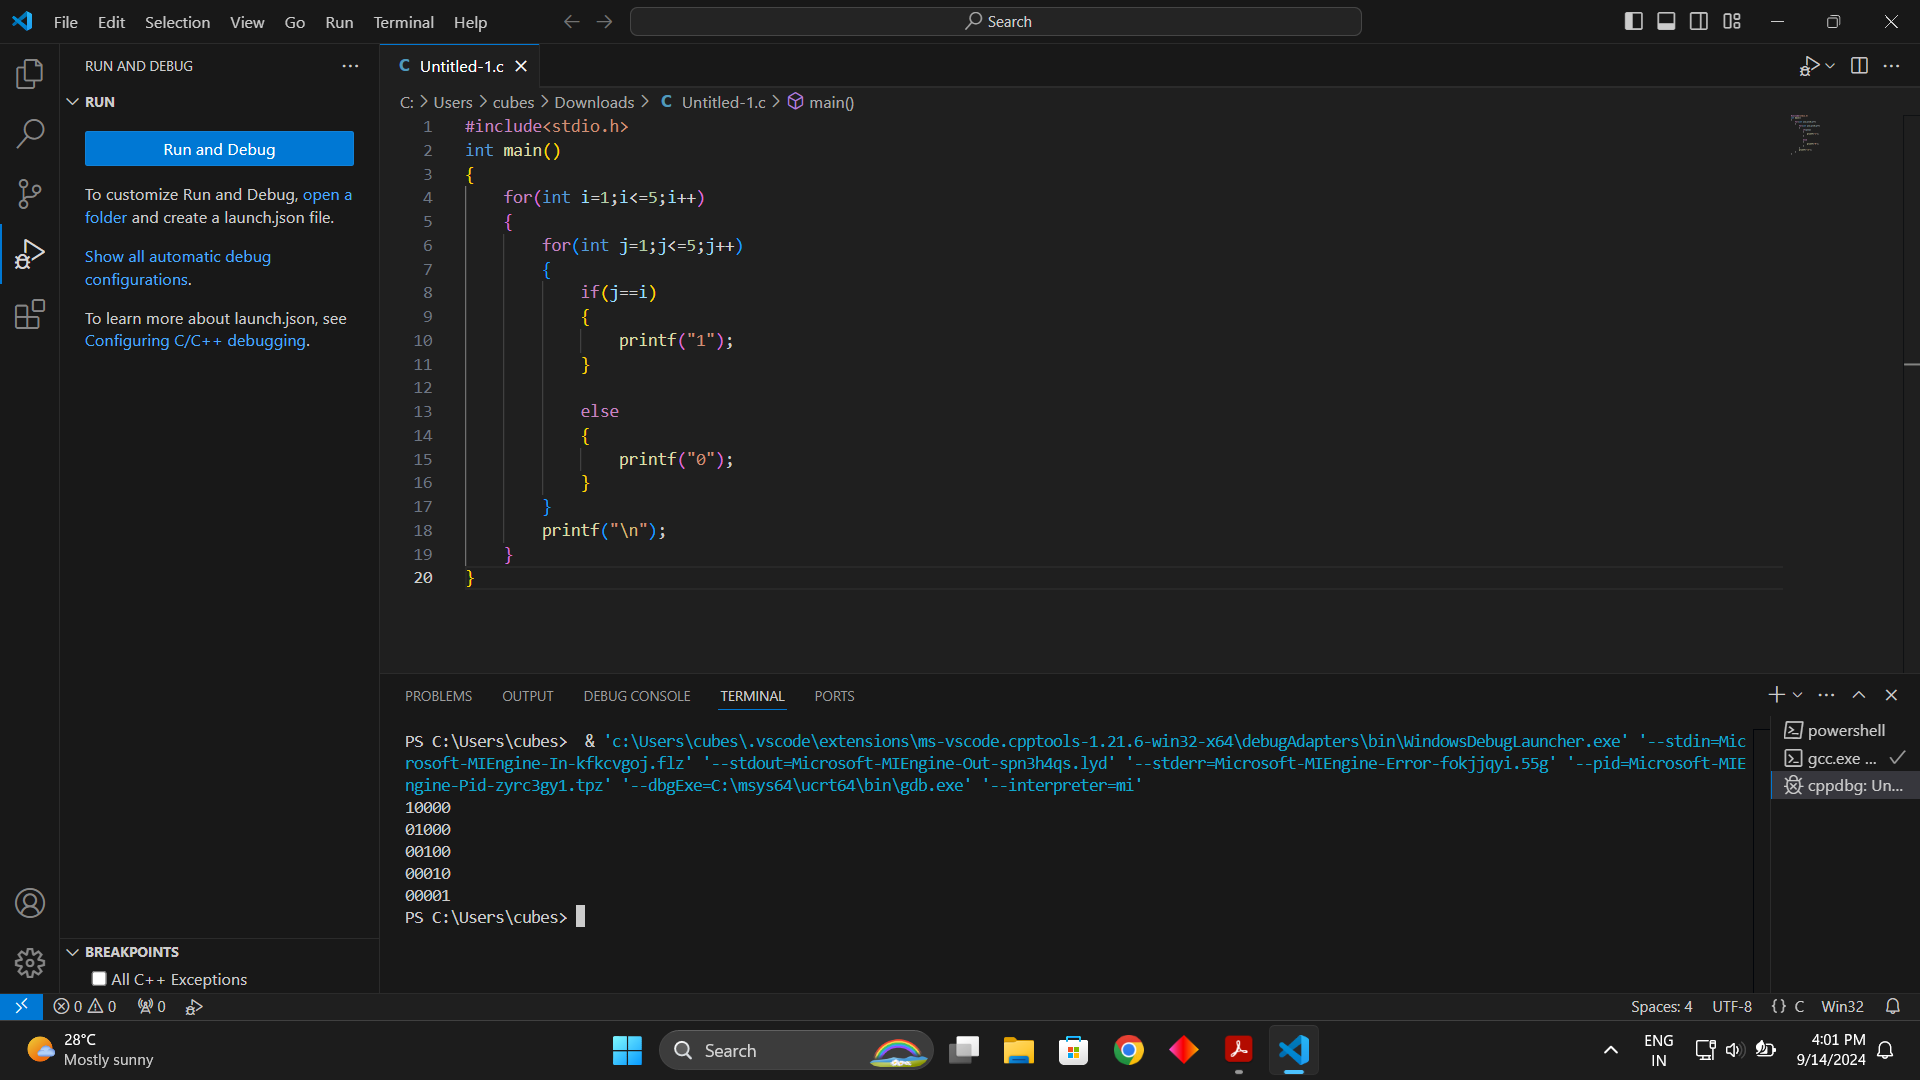 File Edit Selection View Go Run Terminal Help
Search
RUN AND DEBUG
RUN
Run and Debug
To customize Run and Debug, open a
folder and create a launch.json file.
Show all automatic debug
configurations.
To learn more about launch.json, see
Configuring C/C++ debugging.
BREAKPOINTS
All C++ Exceptions
C Untitled-1.c
C: > Users > cubes > Downloads > C Untitled-1.c > main()
1 #include<stdio.h>
2 int main()
3 {
4 for(int i=1;i<=5;i++)
5 {
6 for(int j=1;j<=5;j++)
7 {
8 if(j==i)
9 {
10 printf("1");
11 }
12
13 else
14 {
15 printf("0");
16 }
17 }
18 printf("\n");
19 }
20 }
PROBLEMS OUTPUT DEBUG CONSOLE TERMINAL PORTS
PS C:\Users\cubes>  & 'c:\Users\cubes\.vscode\extensions\ms-vscode.cpptools-1.21.6-win32-x64\debugAdapters\bin\WindowsDebugLauncher.exe' '--stdin=Mic
rosoft-MIEngine-In-kfkcvgoj.flz' '--stdout=Microsoft-MIEngine-Out-spn3h4qs.lyd' '--stderr=Microsoft-MIEngine-Error-fokjjqyi.55g' '--pid=Microsoft-MIE
ngine-Pid-zyrc3gy1.tpz' '--dbgExe=C:\msys64\ucrt64\bin\gdb.exe' '--interpreter=mi'
10000
01000
00100
00010
00001
PS C:\Users\cubes>
powershell
gcc.exe ...
cppdbg: Un...
0 0 0
Spaces: 4 UTF-8 {} C Win32
28°C
Mostly sunny
Search
ENG
IN
4:01 PM
9/14/2024